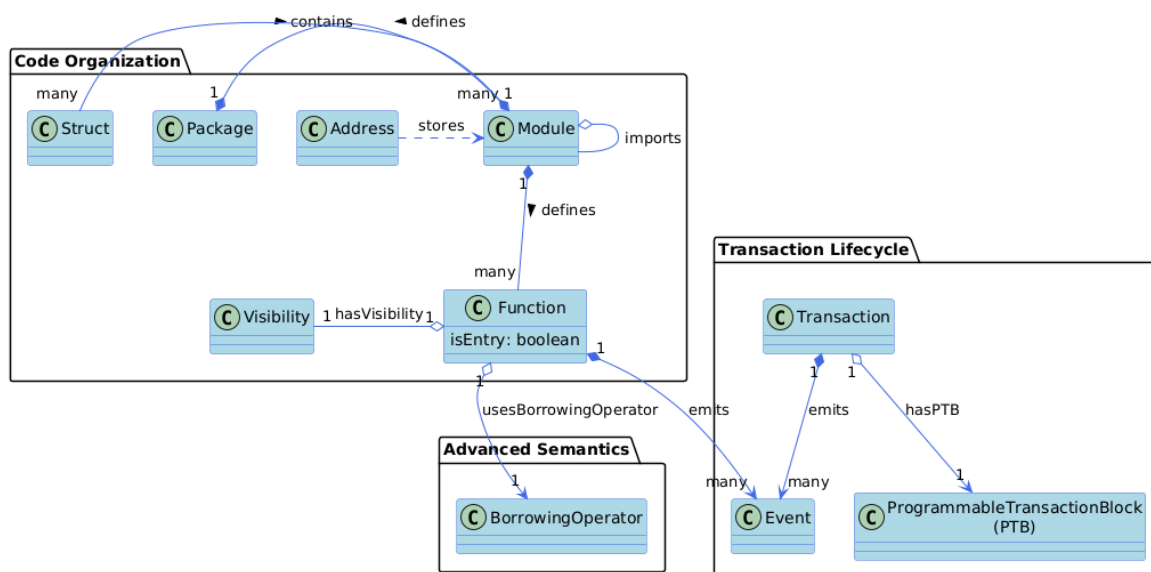 contains
defines
Code Organization
many
1
many
1
C Struct
C Package
C Address
stores
C Module
imports
1
defines
many
Transaction Lifecycle
C Visibility
1
hasVisibility
1
C Function
isEntry: boolean
C Transaction
1
1
1
1
usesBorrowingOperator
emits
emits
hasPTB
Advanced Semantics
1
many
many
1
C BorrowingOperator
C Event
C ProgrammableTransactionBlock
(PTB)